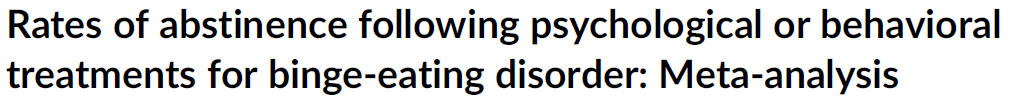 Rates of abstinence following psychological or behavioral
treatments for binge-eating disorder: Meta-analysis